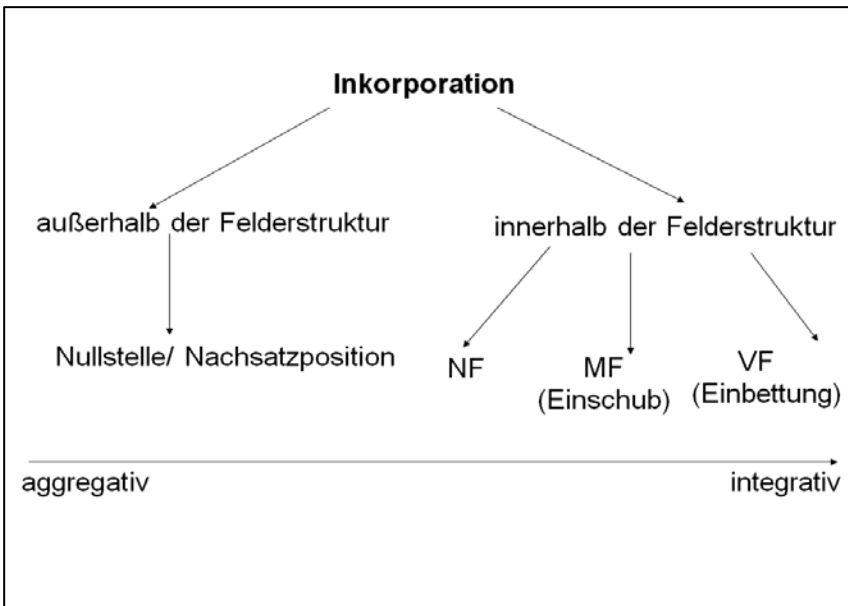 Inkorporation
außerhalb der Felderstruktur
innerhalb der Felderstruktur
Nullstelle/ Nachsatzposition
NF
MF
(Einschub)
VF
(Einbettung)
aggregativ
integrativ